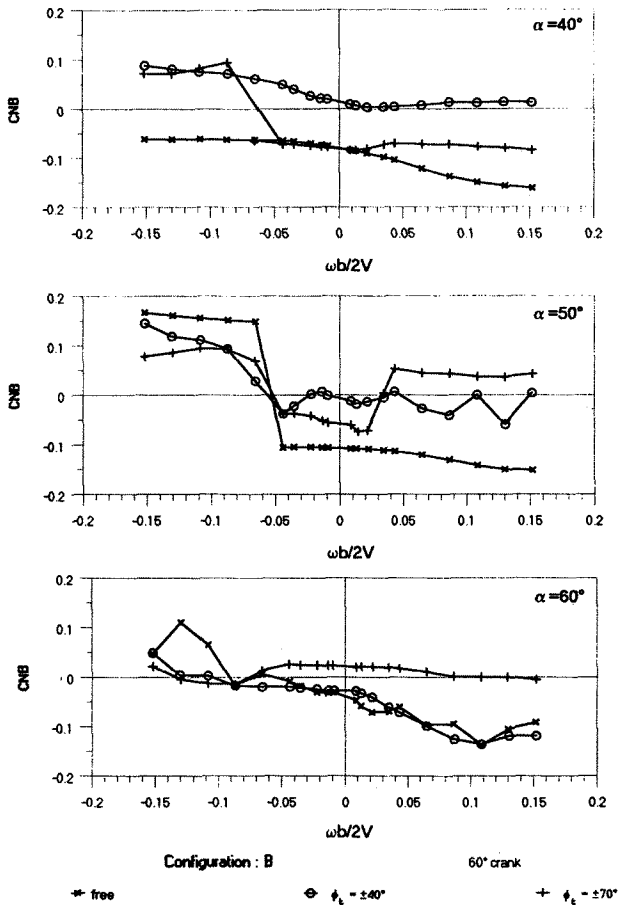 α =40°
0.2
0.1
0
-0.1
-0.2
CNB
-0.2 -0.15 -0.1 -0.05 0 0.05 0.1 0.15 0.2
ωb/2V
α =50°
0.2
0.1
0
-0.1
-0.2
CNB
-0.2 -0.15 -0.1 -0.05 0 0.05 0.1 0.15 0.2
ωb/2V
α =60°
0.2
0.1
0
-0.1
-0.2
CNB
-0.2 -0.15 -0.1 -0.05 0 0.05 0.1 0.15 0.2
ωb/2V
Configuration : B 60° crank
free ϕt = ±40° ϕt = ±70°